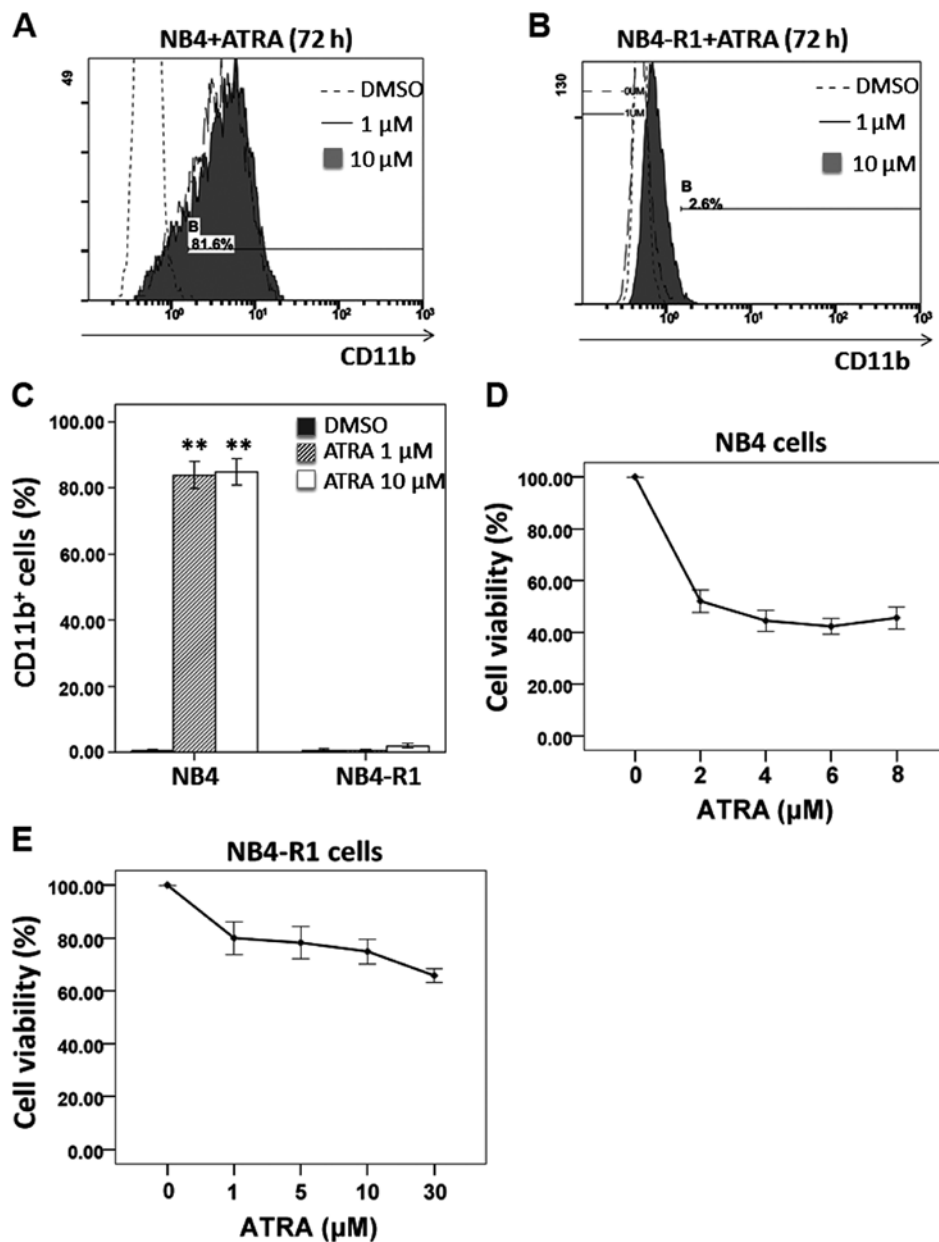 A
NB4+ATRA (72 h)
49
DMSO
1 µM
10 µM
B
81.6%
10⁰ 10¹ 10² 10³
CD11b
B
NB4-R1+ATRA (72 h)
130
0UM
1UM
DMSO
1 µM
10 µM
B
2.6%
10⁰ 10¹ 10² 10³
CD11b
C
CD11b⁺ cells (%)
100.00
80.00
60.00
40.00
20.00
0.00
** **
DMSO
ATRA 1 µM
ATRA 10 µM
NB4 NB4-R1
D
NB4 cells
Cell viability (%)
100.00
80.00
60.00
40.00
20.00
0.00
0 2 4 6 8
ATRA (µM)
E
NB4-R1 cells
Cell viability (%)
100.00
80.00
60.00
40.00
20.00
0.00
0 1 5 10 30
ATRA (µM)